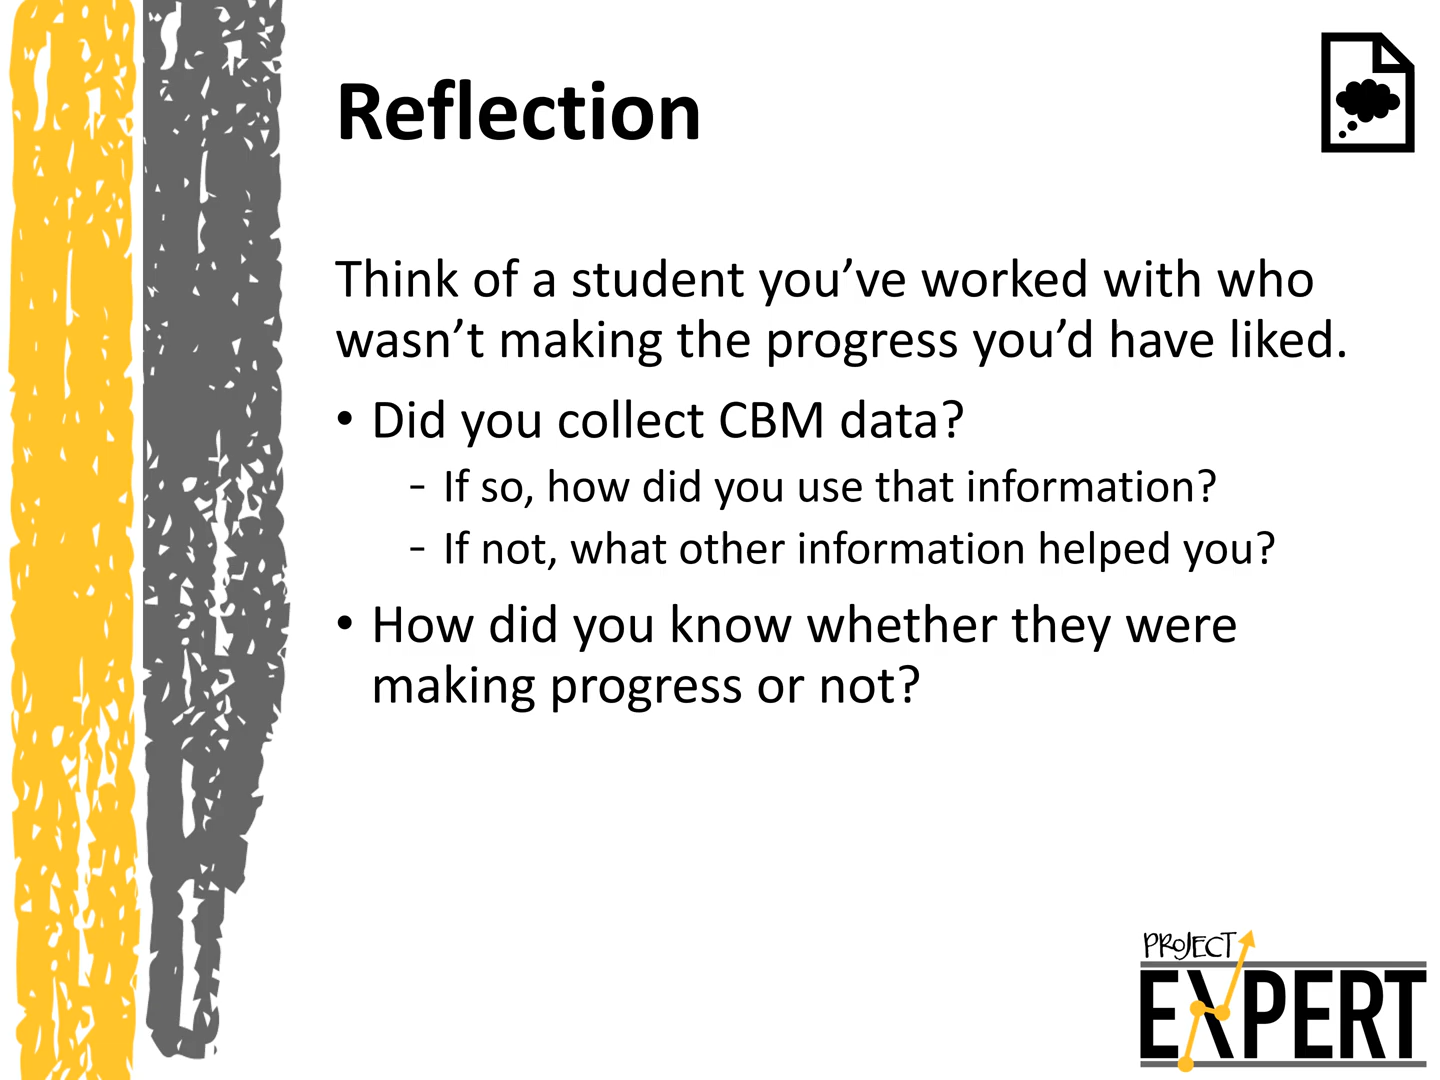 Reflection
Think of a student you’ve worked with who
wasn’t making the progress you’d have liked.
• Did you collect CBM data?
- If so, how did you use that information?
- If not, what other information helped you?
• How did you know whether they were
making progress or not?
PROJECT
EXPERT